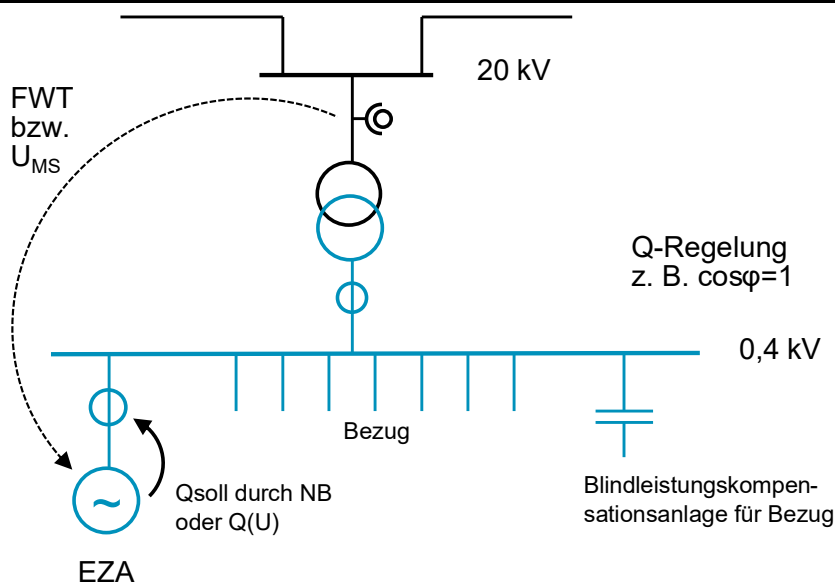 20 kV
FWT
bzw.
U_MS
Q-Regelung
z. B. cosφ=1
0,4 kV
Bezug
~
Qsoll durch NB
oder Q(U)
Blindleistungskompen-
sationsanlage für Bezug
EZA